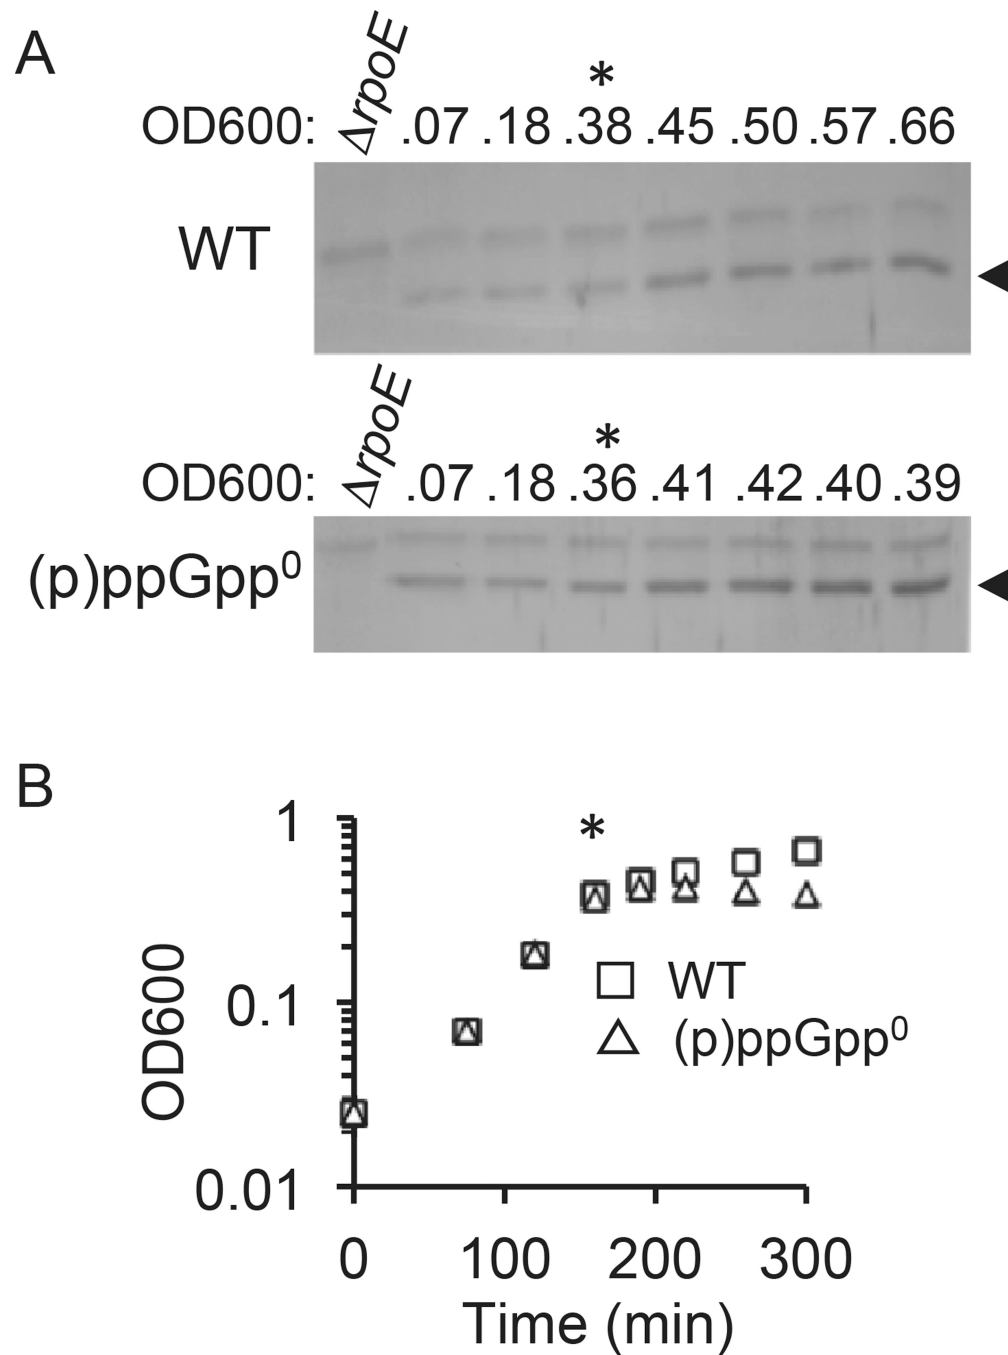 A
ΔrpoE
*
OD600: .07 .18 .38 .45 .50 .57 .66
WT
ΔrpoE
*
OD600: .07 .18 .36 .41 .42 .40 .39
(p)ppGpp⁰
B
1
*
0.1
0.01
OD600
WT
(p)ppGpp⁰
0 100 200 300
Time (min)